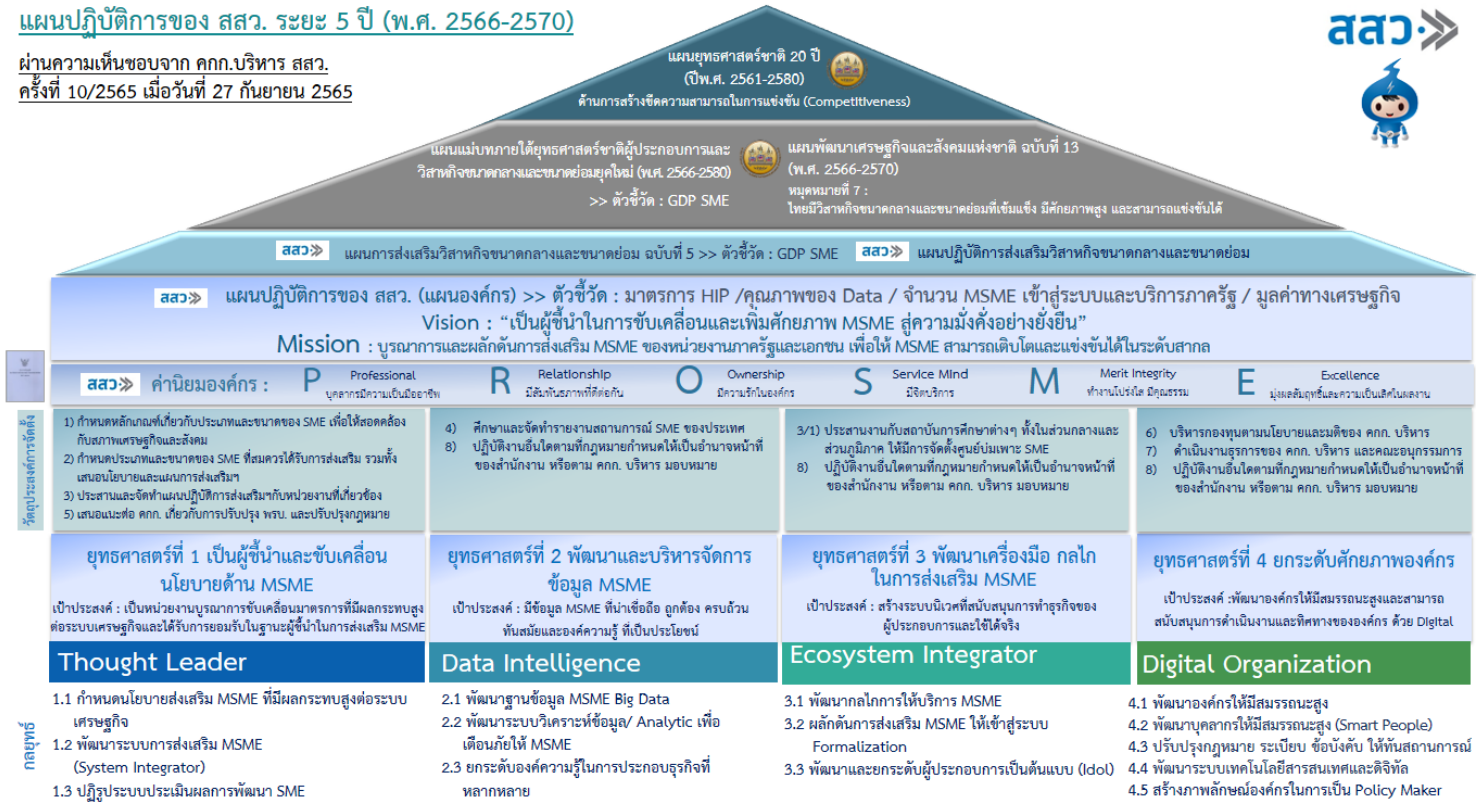 แผนปฏิบัติการของ สสว. ระยะ 5 ปี (พ.ศ. 2566-2570)
ผ่านความเห็นชอบจาก คกก.บริหาร สสว.
ครั้งที่ 10/2565 เมื่อวันที่ 27 กันยายน 2565
สสว
แผนยุทธศาสตร์ชาติ 20 ปี
(ปีพ.ศ. 2561-2580)
ด้านการสร้างขีดความสามารถในการแข่งขัน (Competitiveness)
แผนแม่บทภายใต้ยุทธศาสตร์ชาติผู้ประกอบการและ
วิสาหกิจขนาดกลางและขนาดย่อมยุคใหม่ (พ.ศ. 2566-2580)
>> ตัวชี้วัด : GDP SME
แผนพัฒนาเศรษฐกิจและสังคมแห่งชาติ ฉบับที่ 13
(พ.ศ. 2566-2570)
หมุดหมายที่ 7 :
ไทยมีวิสาหกิจขนาดกลางและขนาดย่อมที่เข้มแข็ง มีศักยภาพสูง และสามารถแข่งขันได้
สสว แผนการส่งเสริมวิสาหกิจขนาดกลางและขนาดย่อม ฉบับที่ 5 >> ตัวชี้วัด : GDP SME สสว แผนปฏิบัติการส่งเสริมวิสาหกิจขนาดกลางและขนาดย่อม
สสว แผนปฏิบัติการของ สสว. (แผนองค์กร) >> ตัวชี้วัด : มาตรการ HIP /คุณภาพของ Data / จำนวน MSME เข้าสู่ระบบและบริการภาครัฐ / มูลค่าทางเศรษฐกิจ
Vision : “เป็นผู้ชี้นำในการขับเคลื่อนและเพิ่มศักยภาพ MSME สู่ความมั่งคั่งอย่างยั่งยืน”
Mission : บูรณาการและผลักดันการส่งเสริม MSME ของหน่วยงานภาครัฐและเอกชน เพื่อให้ MSME สามารถเติบโตและแข่งขันได้ในระดับสากล
สสว ค่านิยมองค์กร :
P Professional
บุคลากรมีความเป็นมืออาชีพ
R Relationship
มีสัมพันธภาพที่ดีต่อกัน
O Ownership
มีความรักในองค์กร
S Service Mind
มีจิตบริการ
M Merit Integrity
ทำงานโปร่งใส มีคุณธรรม
E Excellence
มุ่งผลสัมฤทธิ์และความเป็นเลิศในผลงาน
วัตถุประสงค์การจัดตั้ง
1) กำหนดหลักเกณฑ์เกี่ยวกับประเภทและขนาดของ SME เพื่อให้สอดคล้อง
กับสภาพเศรษฐกิจและสังคม
2) กำหนดประเภทและขนาดของ SME ที่สมควรได้รับการส่งเสริม รวมทั้ง
เสนอนโยบายและแผนการส่งเสริมฯ
3) ประสานและจัดทำแผนปฏิบัติการส่งเสริมฯกับหน่วยงานที่เกี่ยวข้อง
5) เสนอแนะต่อ คกก. เกี่ยวกับการปรับปรุง พรบ. และปรับปรุงกฎหมาย
4) ศึกษาและจัดทำรายงานสถานการณ์ SME ของประเทศ
8) ปฏิบัติงานอื่นใดตามที่กฎหมายกำหนดให้เป็นอำนาจหน้าที่
ของสำนักงาน หรือตาม คกก. บริหาร มอบหมาย
3/1) ประสานงานกับสถาบันการศึกษาต่างๆ ทั้งในส่วนกลางและ
ส่วนภูมิภาค ให้มีการจัดตั้งศูนย์บ่มเพาะ SME
8) ปฏิบัติงานอื่นใดตามที่กฎหมายกำหนดให้เป็นอำนาจหน้าที่
ของสำนักงาน หรือตาม คกก. บริหาร มอบหมาย
6) บริหารกองทุนตามนโยบายและมติของ คกก. บริหาร
7) ดำเนินงานธุรการของ คกก. บริหาร และคณะอนุกรรมการ
8) ปฏิบัติงานอื่นใดตามที่กฎหมายกำหนดให้เป็นอำนาจหน้าที่
ของสำนักงาน หรือตาม คกก. บริหาร มอบหมาย
ยุทธศาสตร์ที่ 1 เป็นผู้ชี้นำและขับเคลื่อน
นโยบายด้าน MSME
เป้าประสงค์ : เป็นหน่วยงานบูรณาการขับเคลื่อนมาตรการที่มีผลกระทบสูง
ต่อระบบเศรษฐกิจและได้รับการยอมรับในฐานะผู้ชี้นำในการส่งเสริม MSME
ยุทธศาสตร์ที่ 2 พัฒนาและบริหารจัดการ
ข้อมูล MSME
เป้าประสงค์ : มีข้อมูล MSME ที่น่าเชื่อถือ ถูกต้อง ครบถ้วน
ทันสมัยและองค์ความรู้ ที่เป็นประโยชน์
ยุทธศาสตร์ที่ 3 พัฒนาเครื่องมือ กลไก
ในการส่งเสริม MSME
เป้าประสงค์ : สร้างระบบนิเวศที่สนับสนุนการทำธุรกิจของ
ผู้ประกอบการและใช้ได้จริง
ยุทธศาสตร์ที่ 4 ยกระดับศักยภาพองค์กร
เป้าประสงค์ :พัฒนาองค์กรให้มีสมรรถนะสูงและสามารถ
สนับสนุนการดำเนินงานและทิศทางขององค์กร ด้วย Digital
Thought Leader
Data Intelligence
Ecosystem Integrator
Digital Organization
กลยุทธ์
1.1 กำหนดนโยบายส่งเสริม MSME ที่มีผลกระทบสูงต่อระบบ
เศรษฐกิจ
1.2 พัฒนาระบบการส่งเสริม MSME
(System Integrator)
1.3 ปฏิรูประบบประเมินผลการพัฒนา SME
2.1 พัฒนาฐานข้อมูล MSME Big Data
2.2 พัฒนาระบบวิเคราะห์ข้อมูล/ Analytic เพื่อ
เตือนภัยให้ MSME
2.3 ยกระดับองค์ความรู้ในการประกอบธุรกิจที่
หลากหลาย
3.1 พัฒนากลไกการให้บริการ MSME
3.2 ผลักดันการส่งเสริม MSME ให้เข้าสู่ระบบ
Formalization
3.3 พัฒนาและยกระดับผู้ประกอบการเป็นต้นแบบ (Idol)
4.1 พัฒนาองค์กรให้มีสมรรถนะสูง
4.2 พัฒนาบุคลากรให้มีสมรรถนะสูง (Smart People)
4.3 ปรับปรุงกฎหมาย ระเบียบ ข้อบังคับ ให้ทันสถานการณ์
4.4 พัฒนาระบบเทคโนโลยีสารสนเทศและดิจิทัล
4.5 สร้างภาพลักษณ์องค์กรในการเป็น Policy Maker